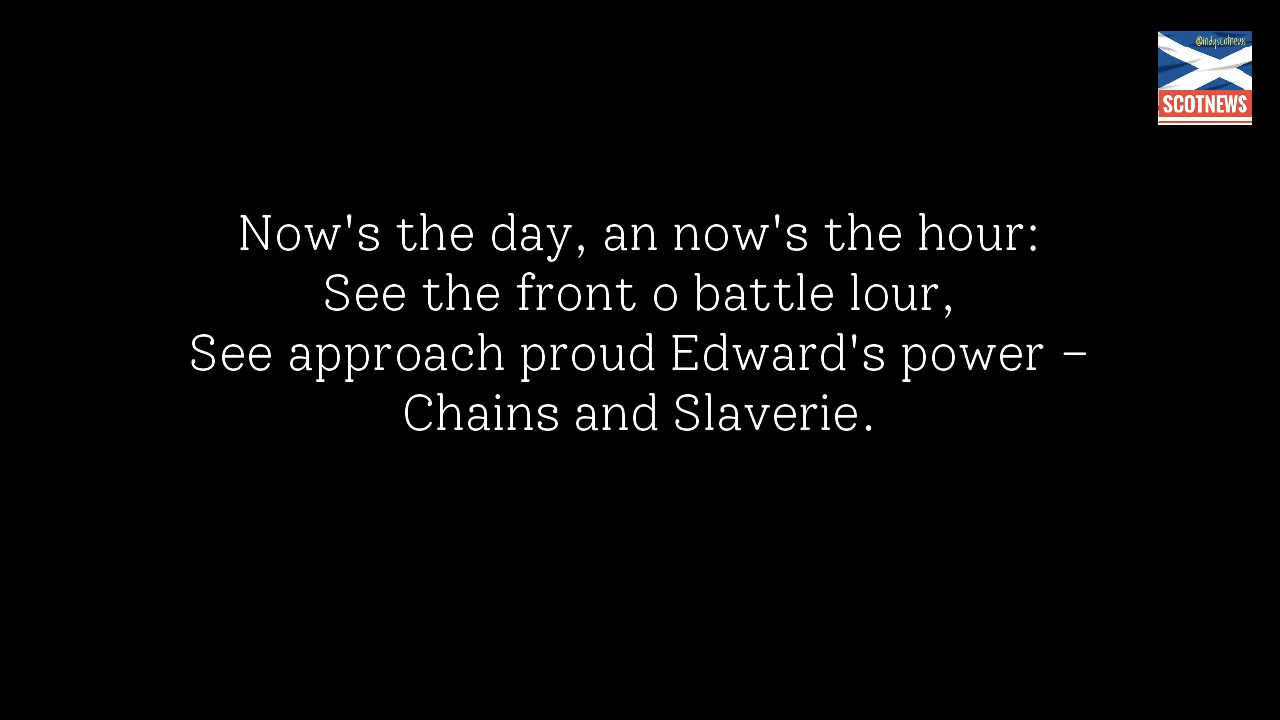 @indyscotnews
SCOTNEWS
Now's the day, an now's the hour:
See the front o battle lour,
See approach proud Edward's power –
Chains and Slaverie.